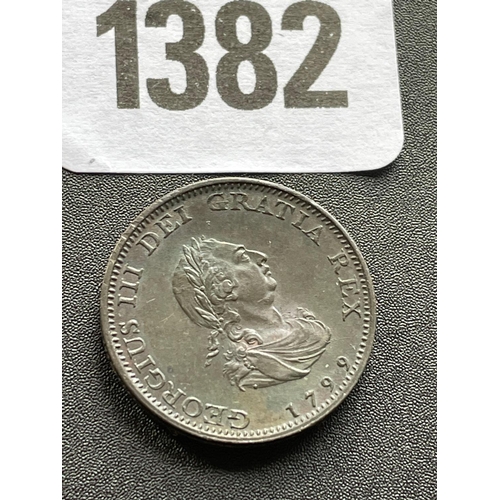 1382
GEORGIUS III DEI GRATIA REX
1799